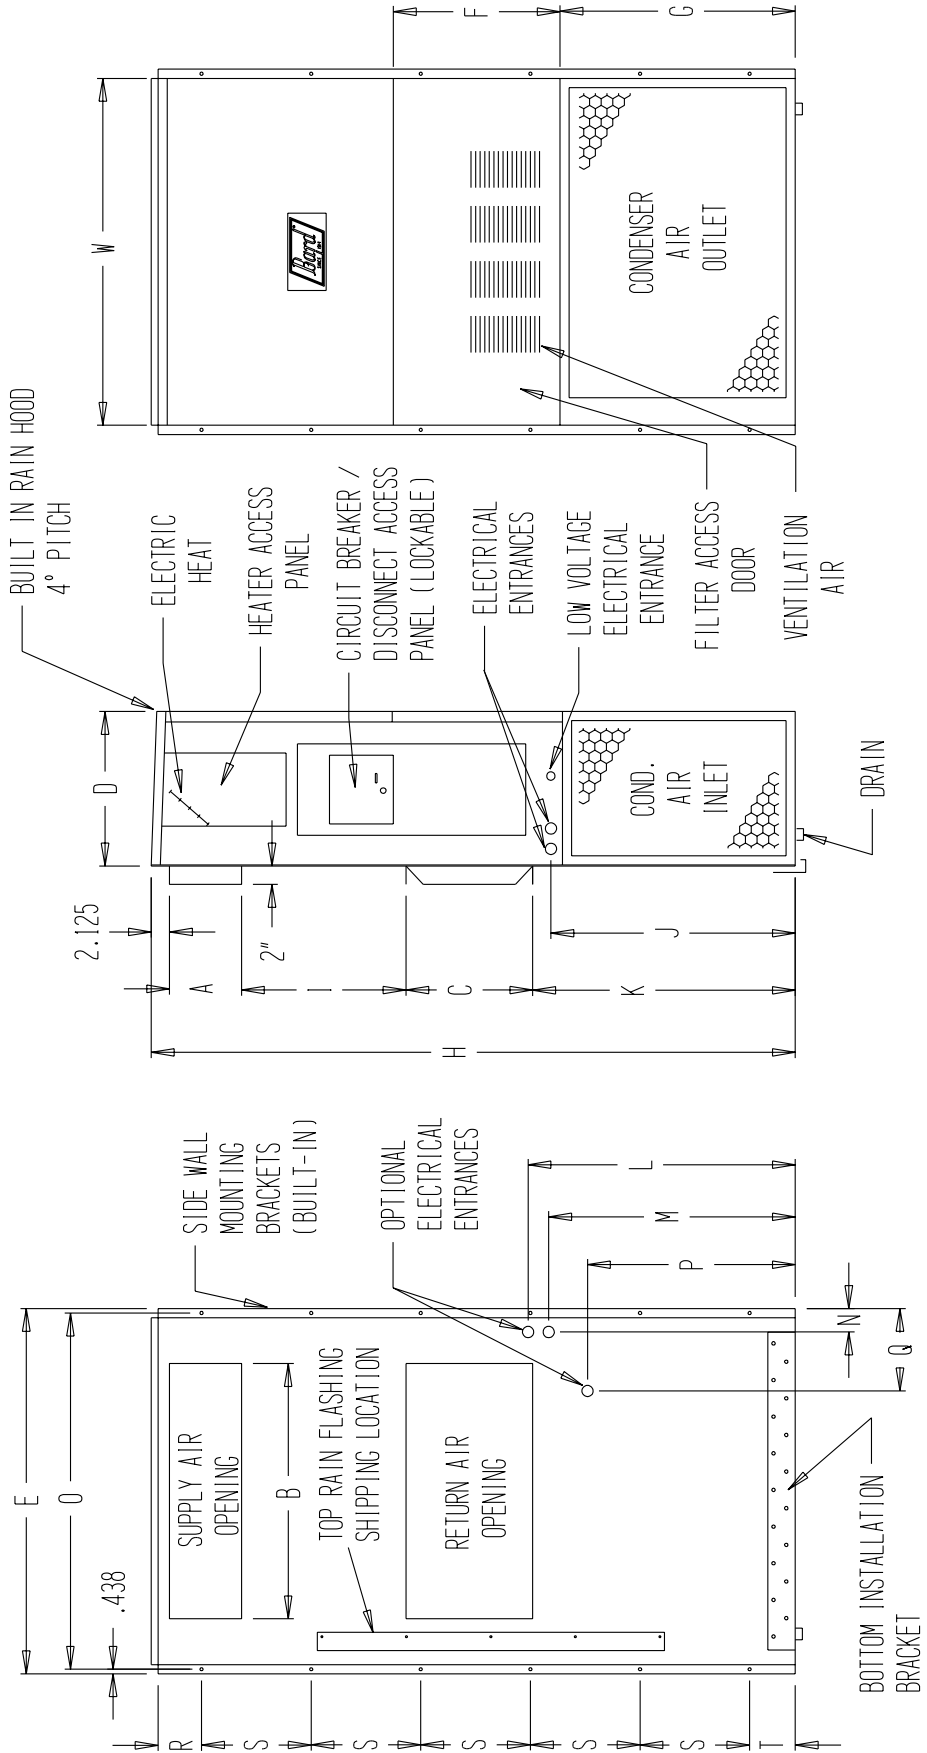 W
F
G
Bard
CONDENSER
AIR
OUTLET
BUILT IN RAIN HOOD
4° PITCH
ELECTRIC
HEAT
HEATER ACCESS
PANEL
CIRCUIT BREAKER /
DISCONNECT ACCESS
PANEL (LOCKABLE)
ELECTRICAL
ENTRANCES
LOW VOLTAGE
ELECTRICAL
ENTRANCE
FILTER ACCESS
DOOR
VENTILATION
AIR
D
COND.
AIR
INLET
DRAIN
L
2.125
A
2"
I
C
K
J
H
SIDE WALL
MOUNTING
BRACKETS
(BUILT-IN)
OPTIONAL
ELECTRICAL
ENTRANCES
L
M
P
N
Q
E
O
.438
SUPPLY AIR
OPENING
B
TOP RAIN FLASHING
SHIPPING LOCATION
RETURN AIR
OPENING
BOTTOM INSTALLATION
BRACKET
R
S
S
S
S
S
T